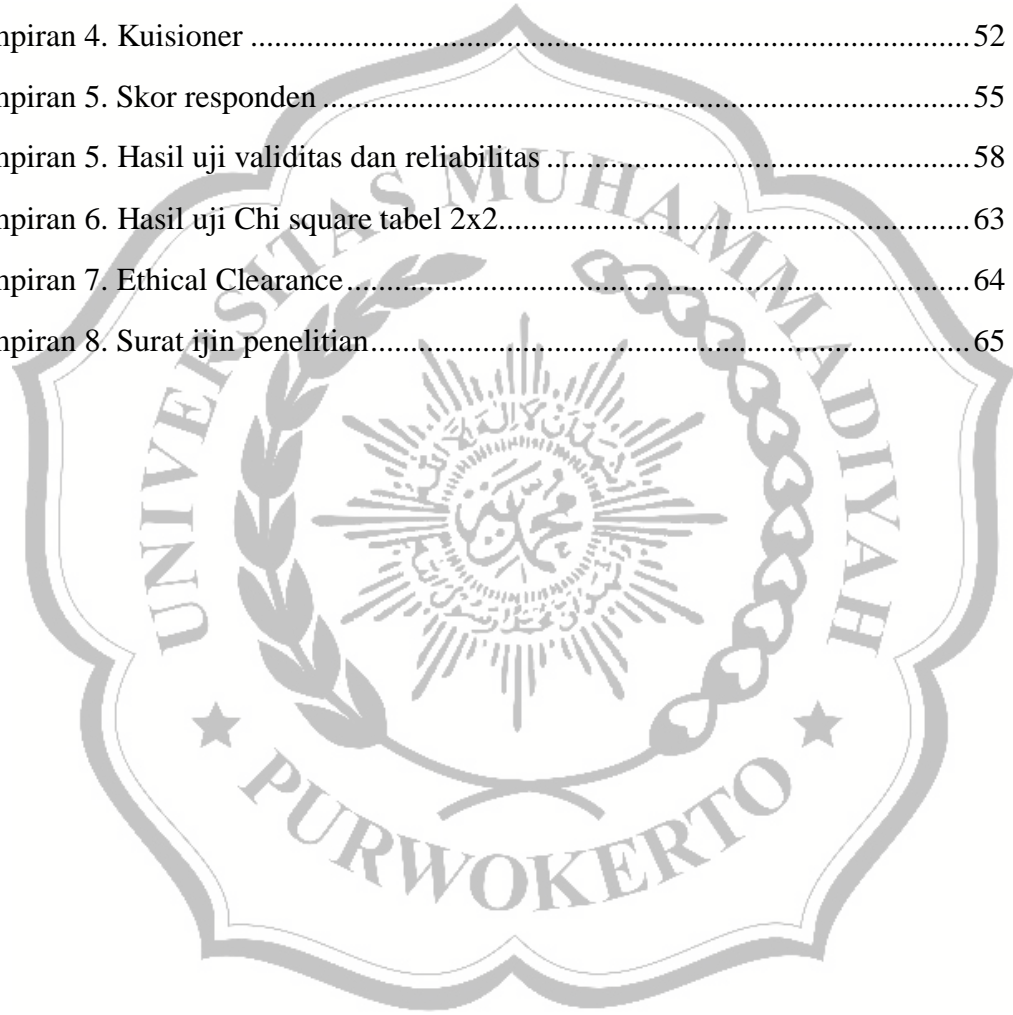 mpiran 4. Kuisioner ........................................................................................... 52
mpiran 5. Skor responden .................................................................................. 55
mpiran 5. Hasil uji validitas dan reliabilitas ..................................................... 58
mpiran 6. Hasil uji Chi square tabel 2x2........................................................... 63
mpiran 7. Ethical Clearance............................................................................... 64
mpiran 8. Surat ijin penelitian............................................................................ 65
UNIVERSITAS MUHAMMADIYAH
PURWOKERTO